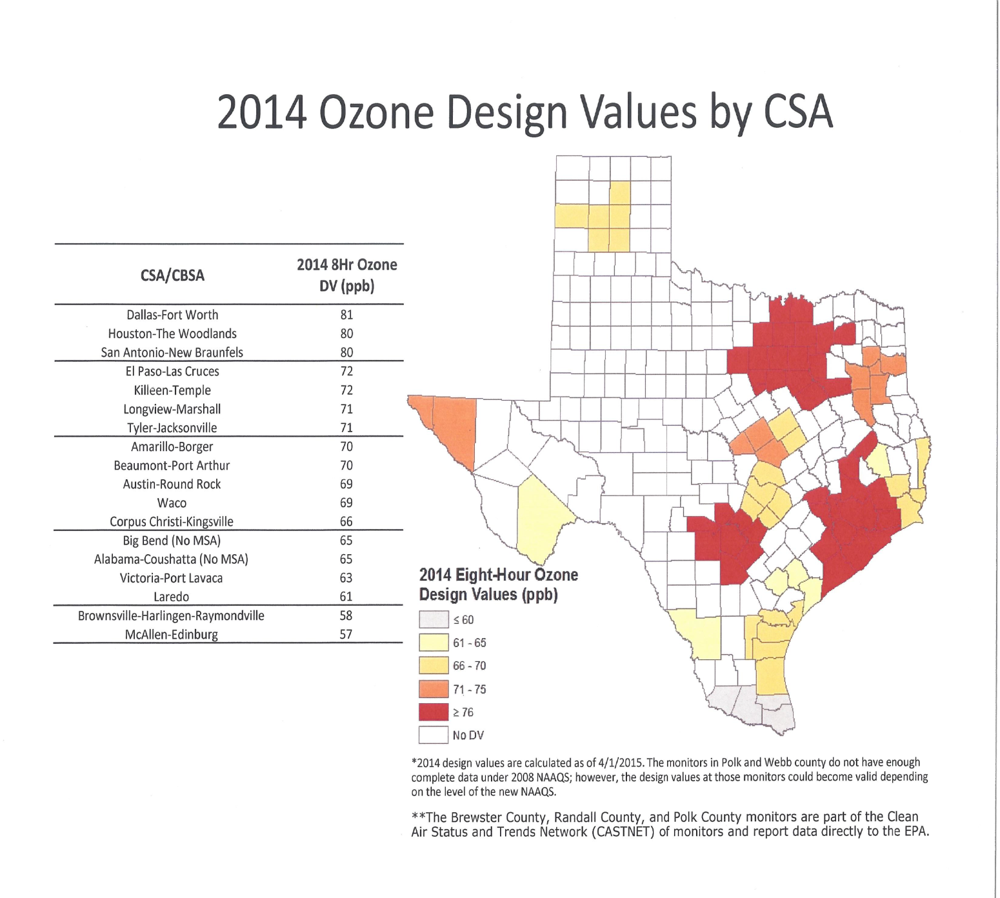 2014 Ozone Design Values by CSA
CSA/CBSA
2014 8Hr Ozone
DV (ppb)
Dallas-Fort Worth 81
Houston-The Woodlands 80
San Antonio-New Braunfels 80
El Paso-Las Cruces 72
Killeen-Temple 72
Longview-Marshall 71
Tyler-Jacksonville 71
Amarillo-Borger 70
Beaumont-Port Arthur 70
Austin-Round Rock 69
Waco 69
Corpus Christi-Kingsville 66
Big Bend (No MSA) 65
Alabama-Coushatta (No MSA) 65
Victoria-Port Lavaca 63
Laredo 61
Brownsville-Harlingen-Raymondville 58
McAllen-Edinburg 57
2014 Eight-Hour Ozone
Design Values (ppb)
≤ 60
61 - 65
66 - 70
71 - 75
≥ 76
No DV
*2014 design values are calculated as of 4/1/2015. The monitors in Polk and Webb county do not have enough
complete data under 2008 NAAQS; however, the design values at those monitors could become valid depending
on the level of the new NAAQS.
**The Brewster County, Randall County, and Polk County monitors are part of the Clean
Air Status and Trends Network (CASTNET) of monitors and report data directly to the EPA.